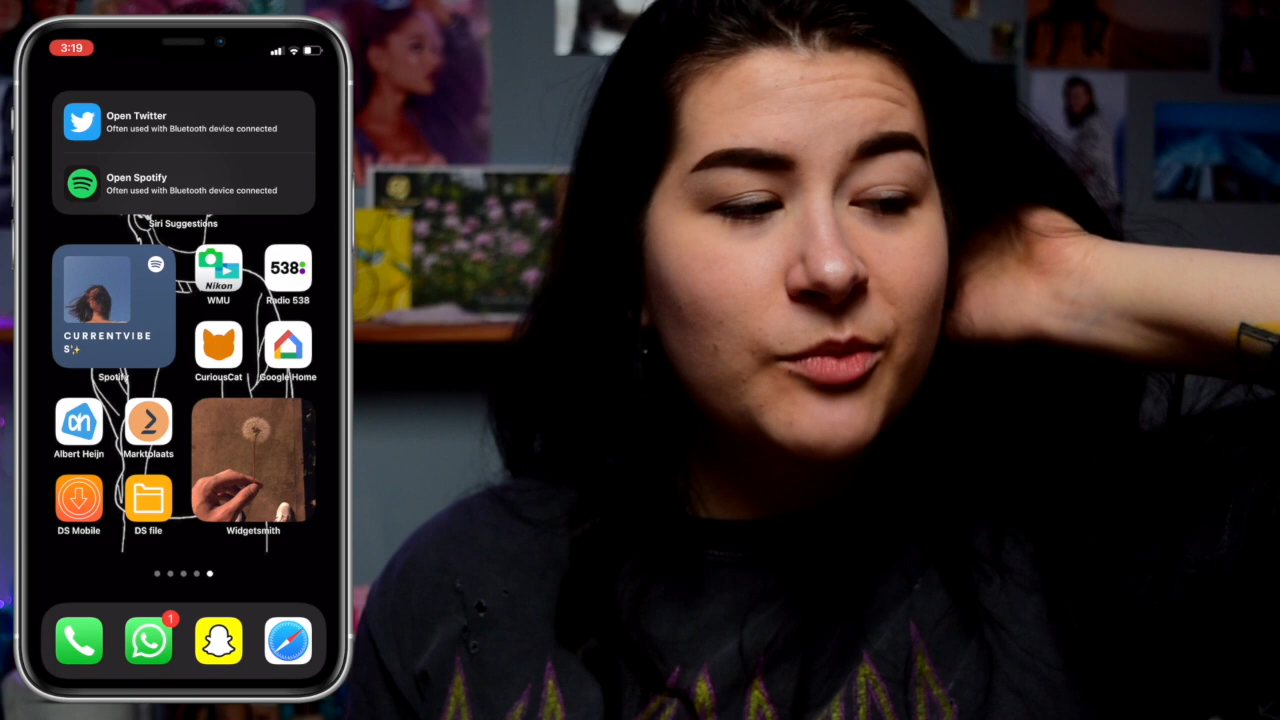 3:19
Open Twitter
Often used with Bluetooth device connected
Open Spotify
Often used with Bluetooth device connected
Siri Suggestions
CURRENTVIBE
S✨
Spotify
Nikon
WMU
538
Radio 538
CuriousCat
Google Home
ah
Albert Heijn
Marktplaats
DS Mobile
DS file
Widgetsmith
1